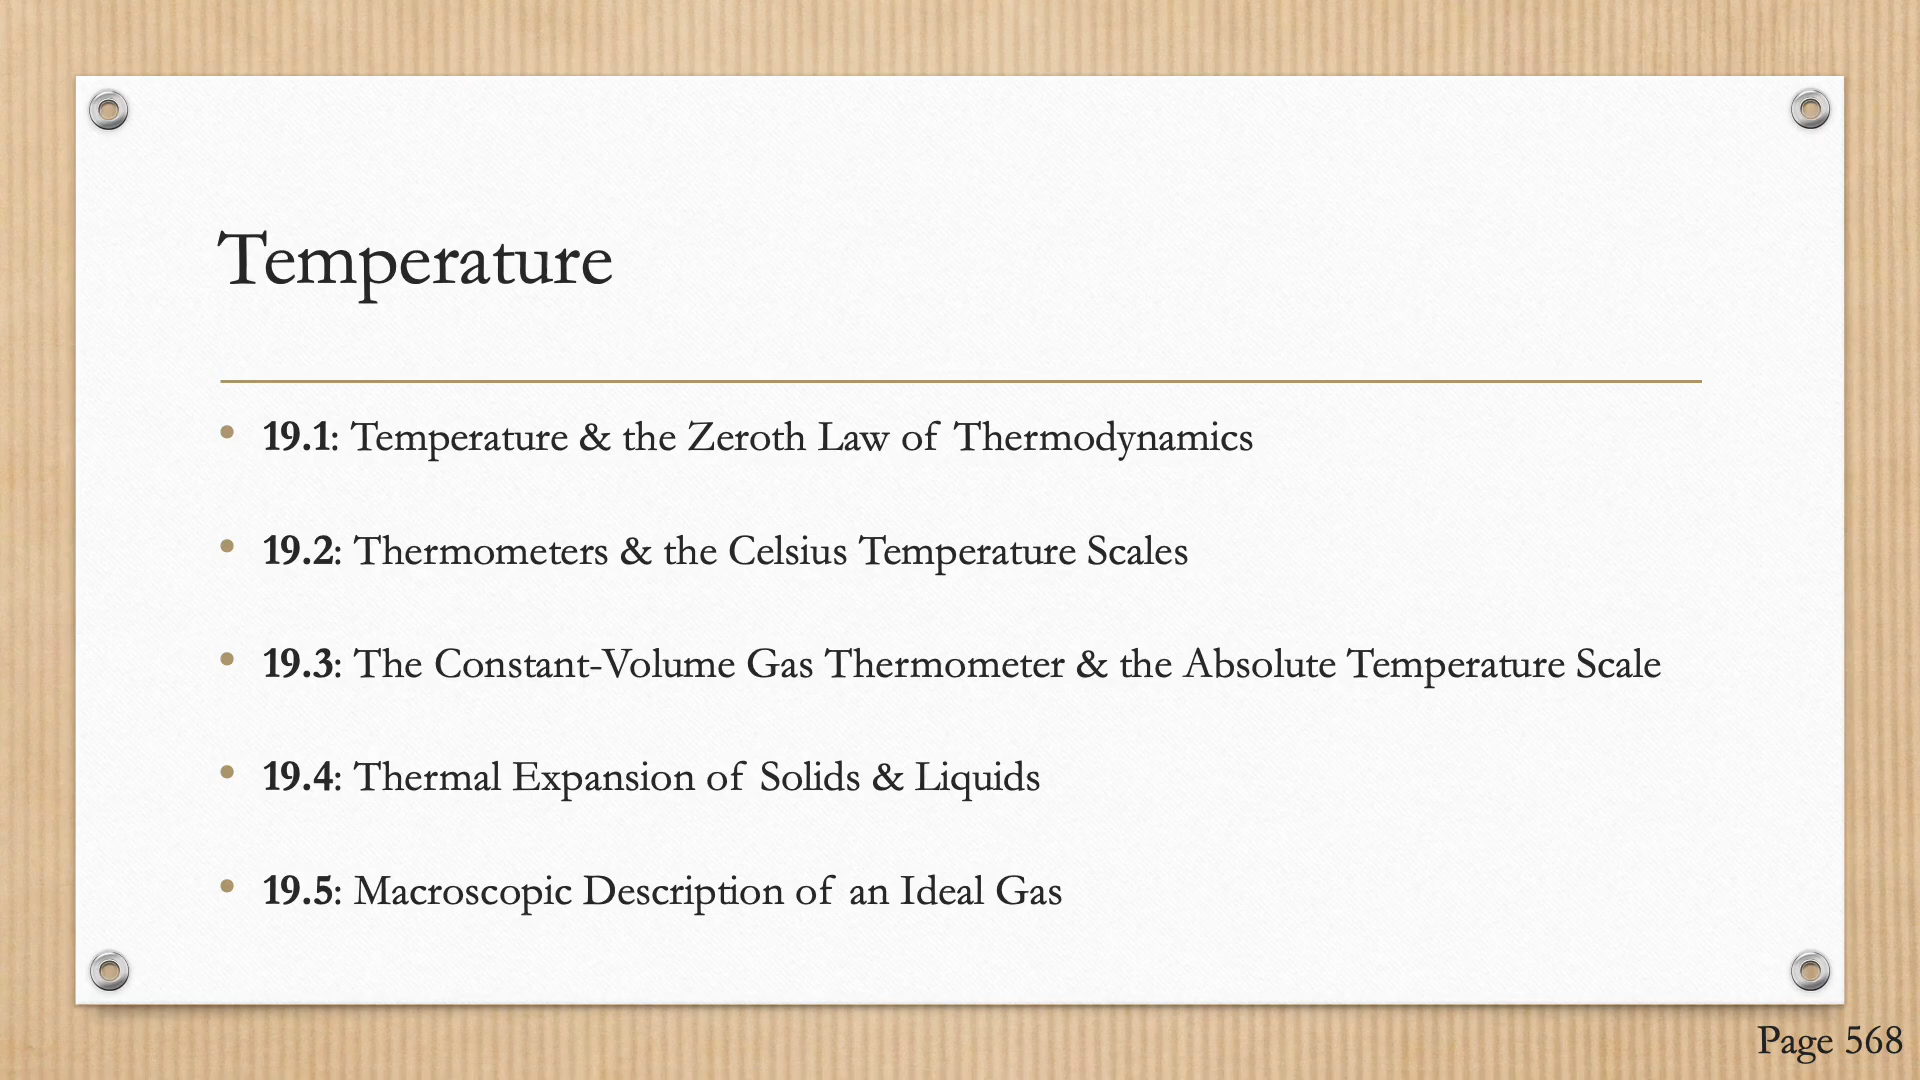 Temperature
• 19.1: Temperature & the Zeroth Law of Thermodynamics
• 19.2: Thermometers & the Celsius Temperature Scales
• 19.3: The Constant-Volume Gas Thermometer & the Absolute Temperature Scale
• 19.4: Thermal Expansion of Solids & Liquids
• 19.5: Macroscopic Description of an Ideal Gas
Page 568